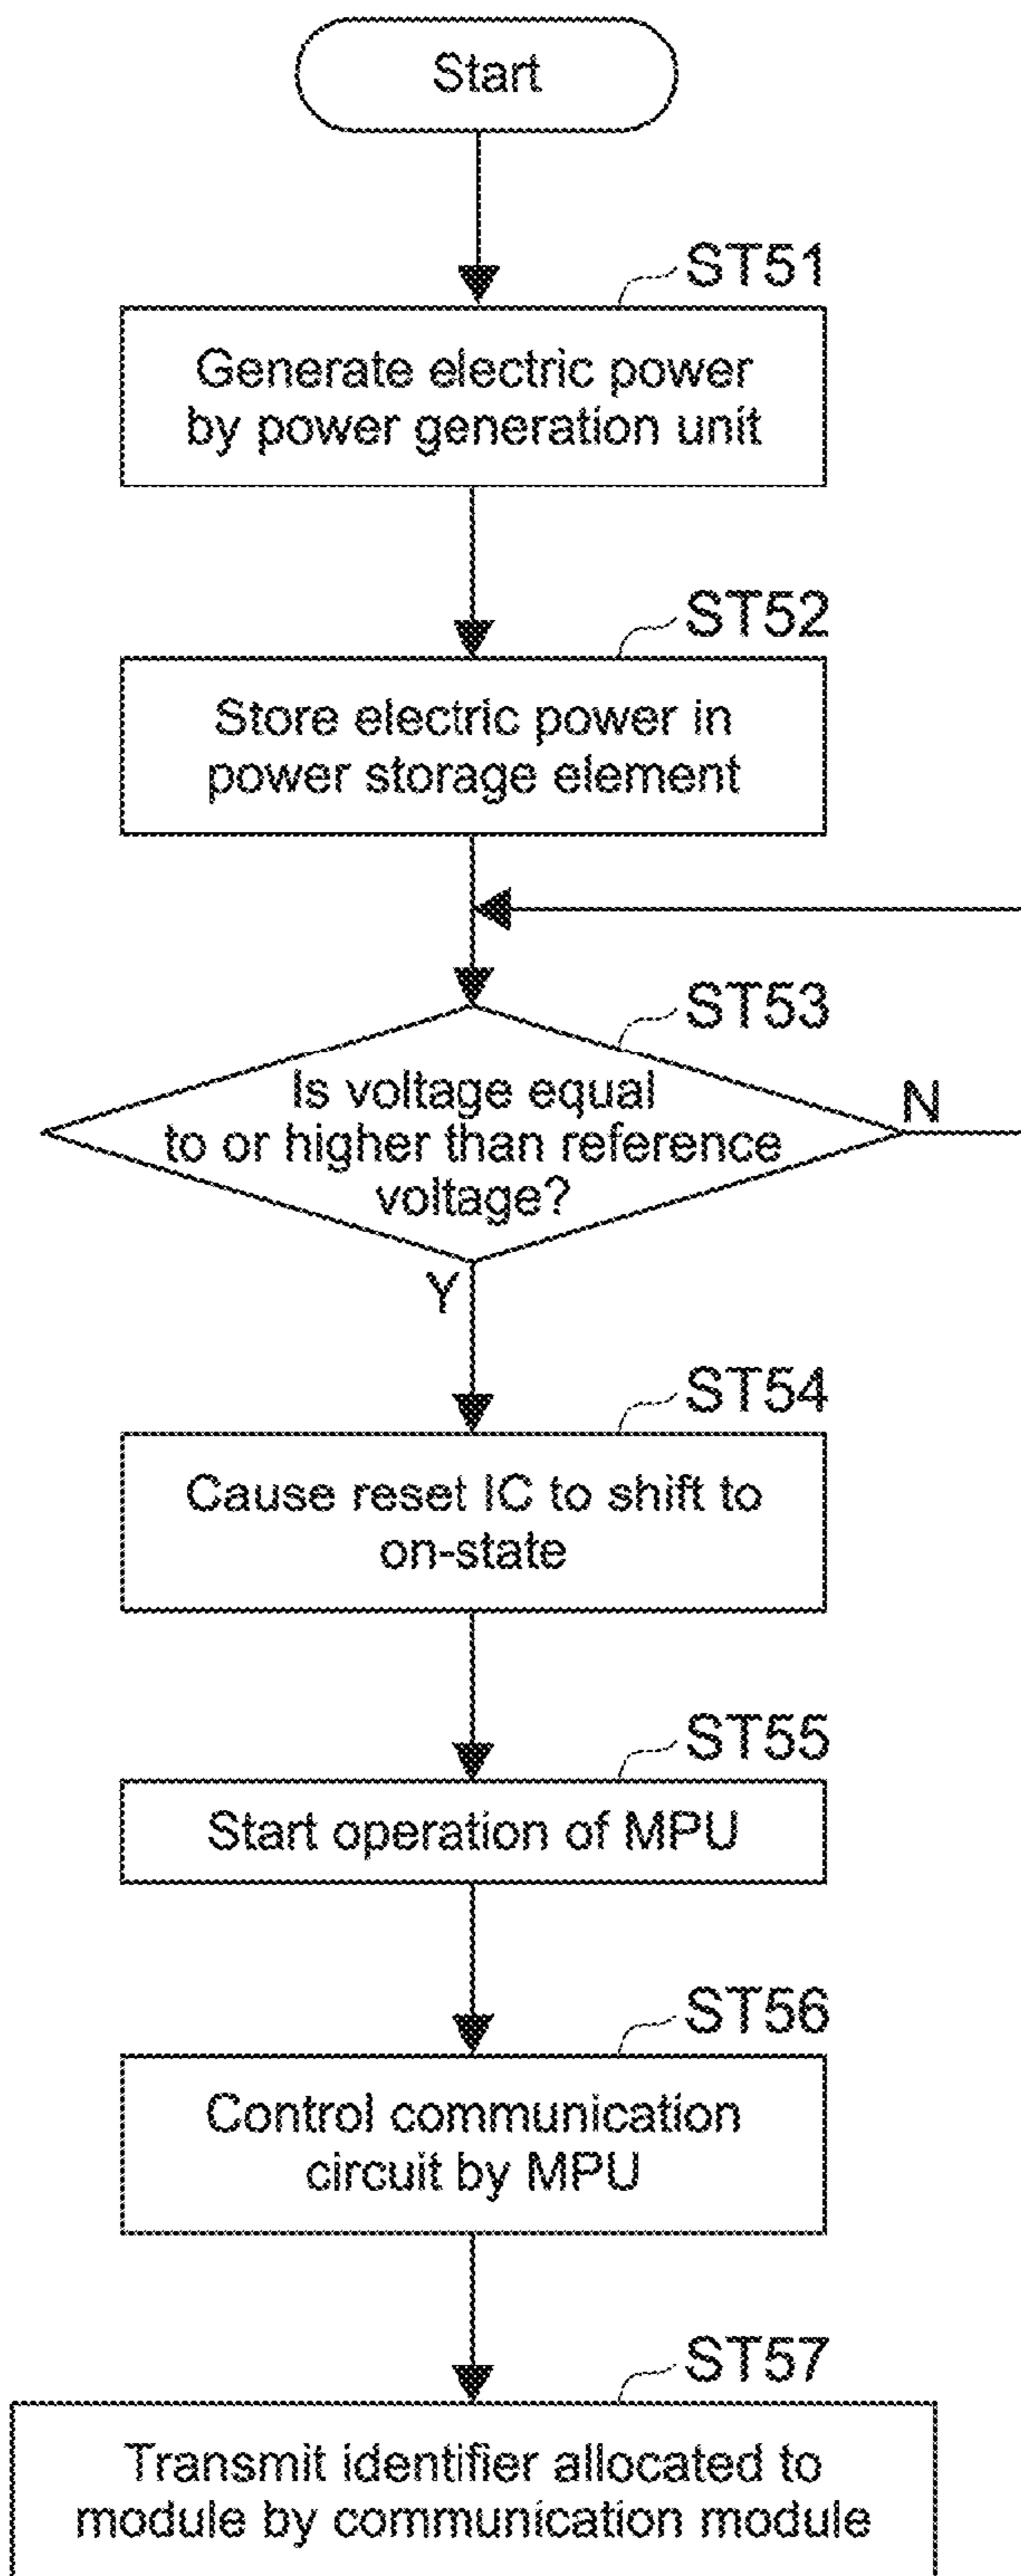 Start
ST51
Generate electric power
by power generation unit
ST52
Store electric power in
power storage element
ST53
Is voltage equal
to or higher than reference
voltage?
N
Y
ST54
Cause reset IC to shift to
on-state
ST55
Start operation of MPU
ST56
Control communication
circuit by MPU
ST57
Transmit identifier allocated to
module by communication module